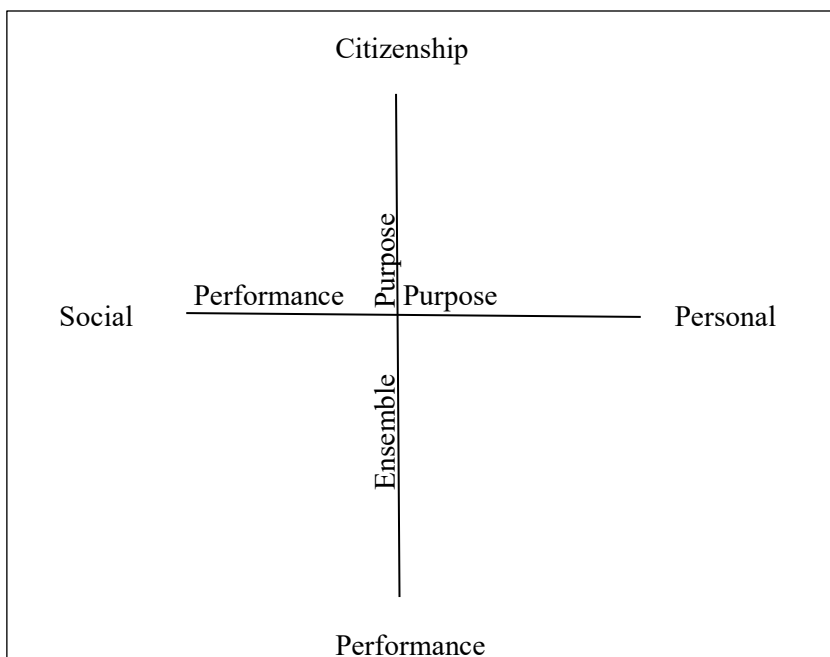 Citizenship
Purpose
Performance
Purpose
Social
Personal
Ensemble
Performance